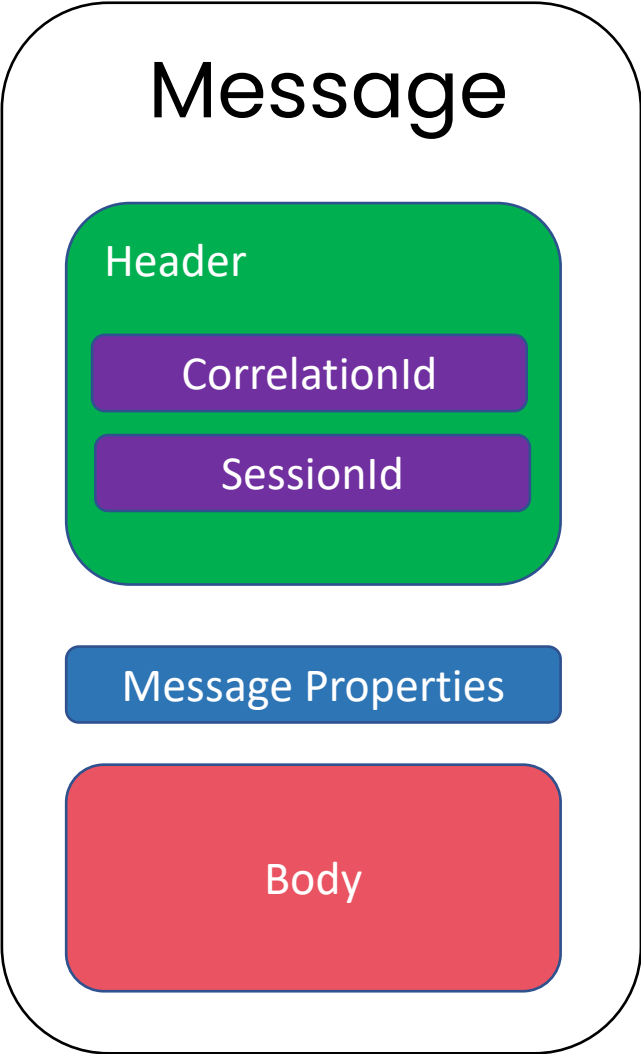 Message
Header
CorrelationId
SessionId
Message Properties
Body